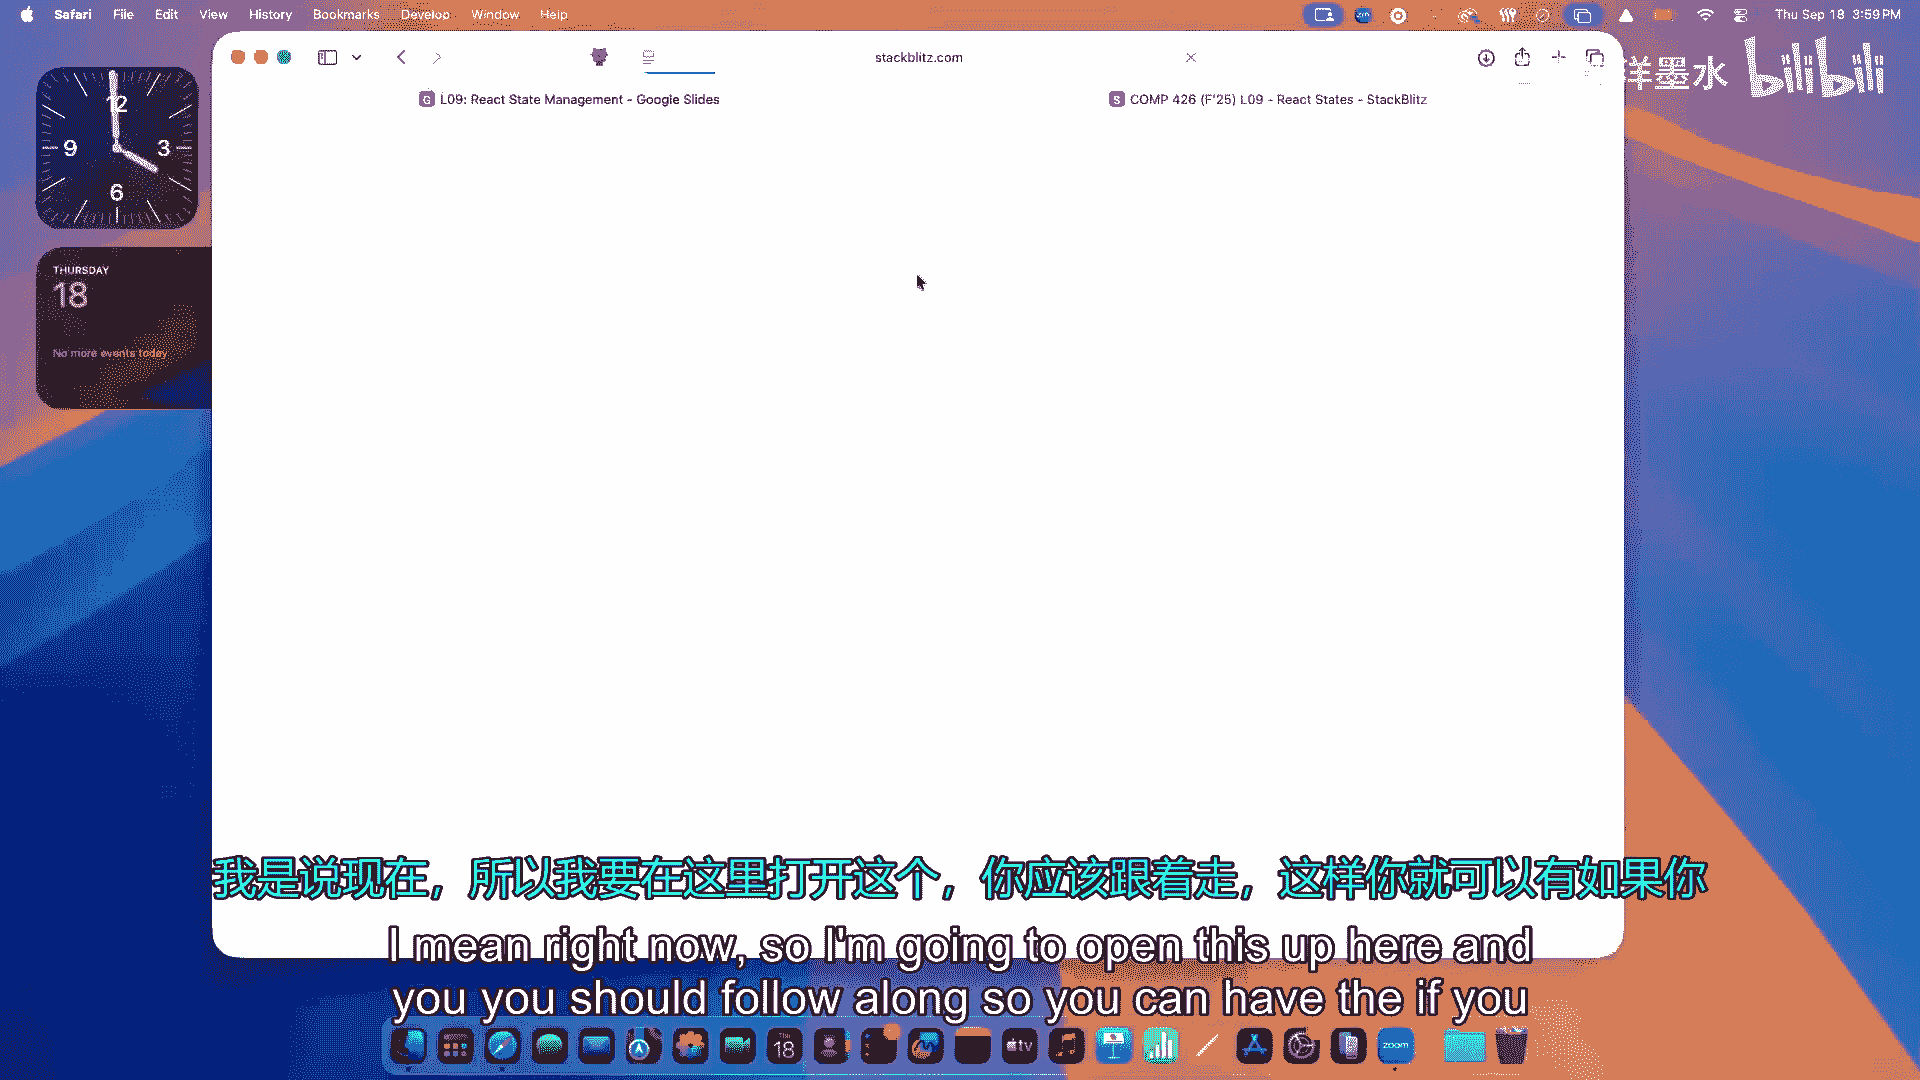 Safari File Edit View History Bookmarks Develop Window Help Thu Sep 18 3:59 PM
stackblitz.com
洋墨水 bilibili
L09: React State Management - Google Slides
COMP 426 (F'25) L09 - React States - StackBlitz
12
9 3
6
THURSDAY
18
No more events today
我是说现在，所以我要在这里打开这个，你应该跟着走，这样你就可以有如果你
I mean right now, so I'm going to open this up here and
you you should follow along so you can have the if you
Thu
18
tv
zoom